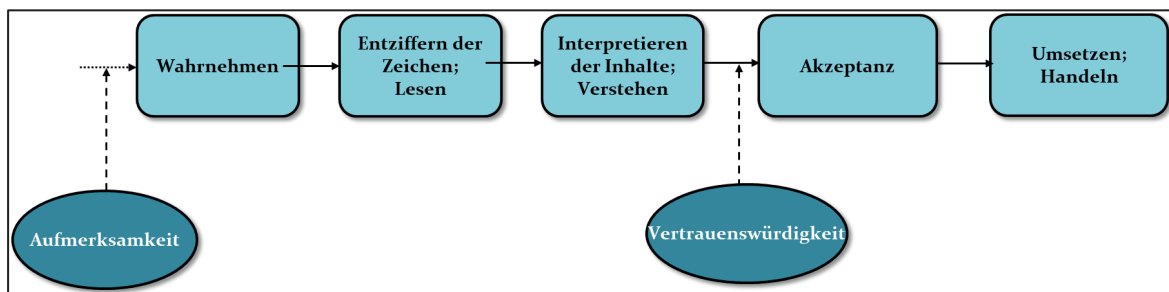 Wahrnehmen
Entziffern der
Zeichen;
Lesen
Interpretieren
der Inhalte;
Verstehen
Akzeptanz
Umsetzen;
Handeln
Aufmerksamkeit
Vertrauenswürdigkeit